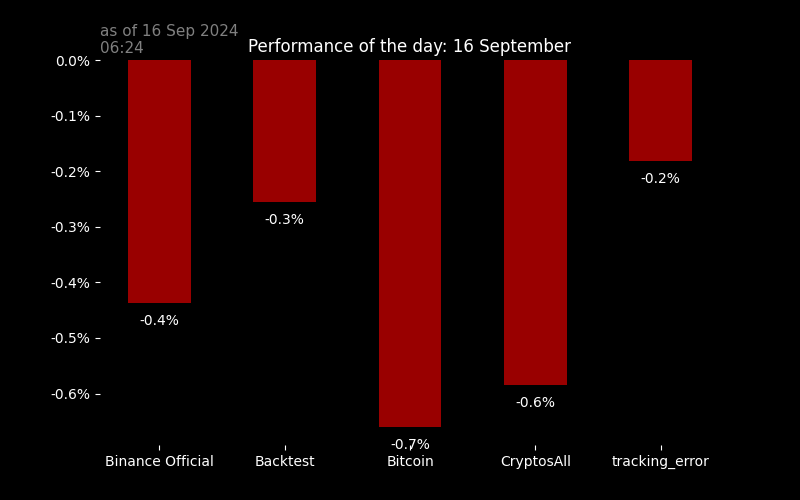 as of 16 Sep 2024
06:24
Performance of the day: 16 September
0.0%
-0.1%
-0.2%
-0.3%
-0.4%
-0.5%
-0.6%
-0.4%
-0.3%
-0.7%
-0.6%
-0.2%
Binance Official
Backtest
Bitcoin
CryptosAll
tracking_error